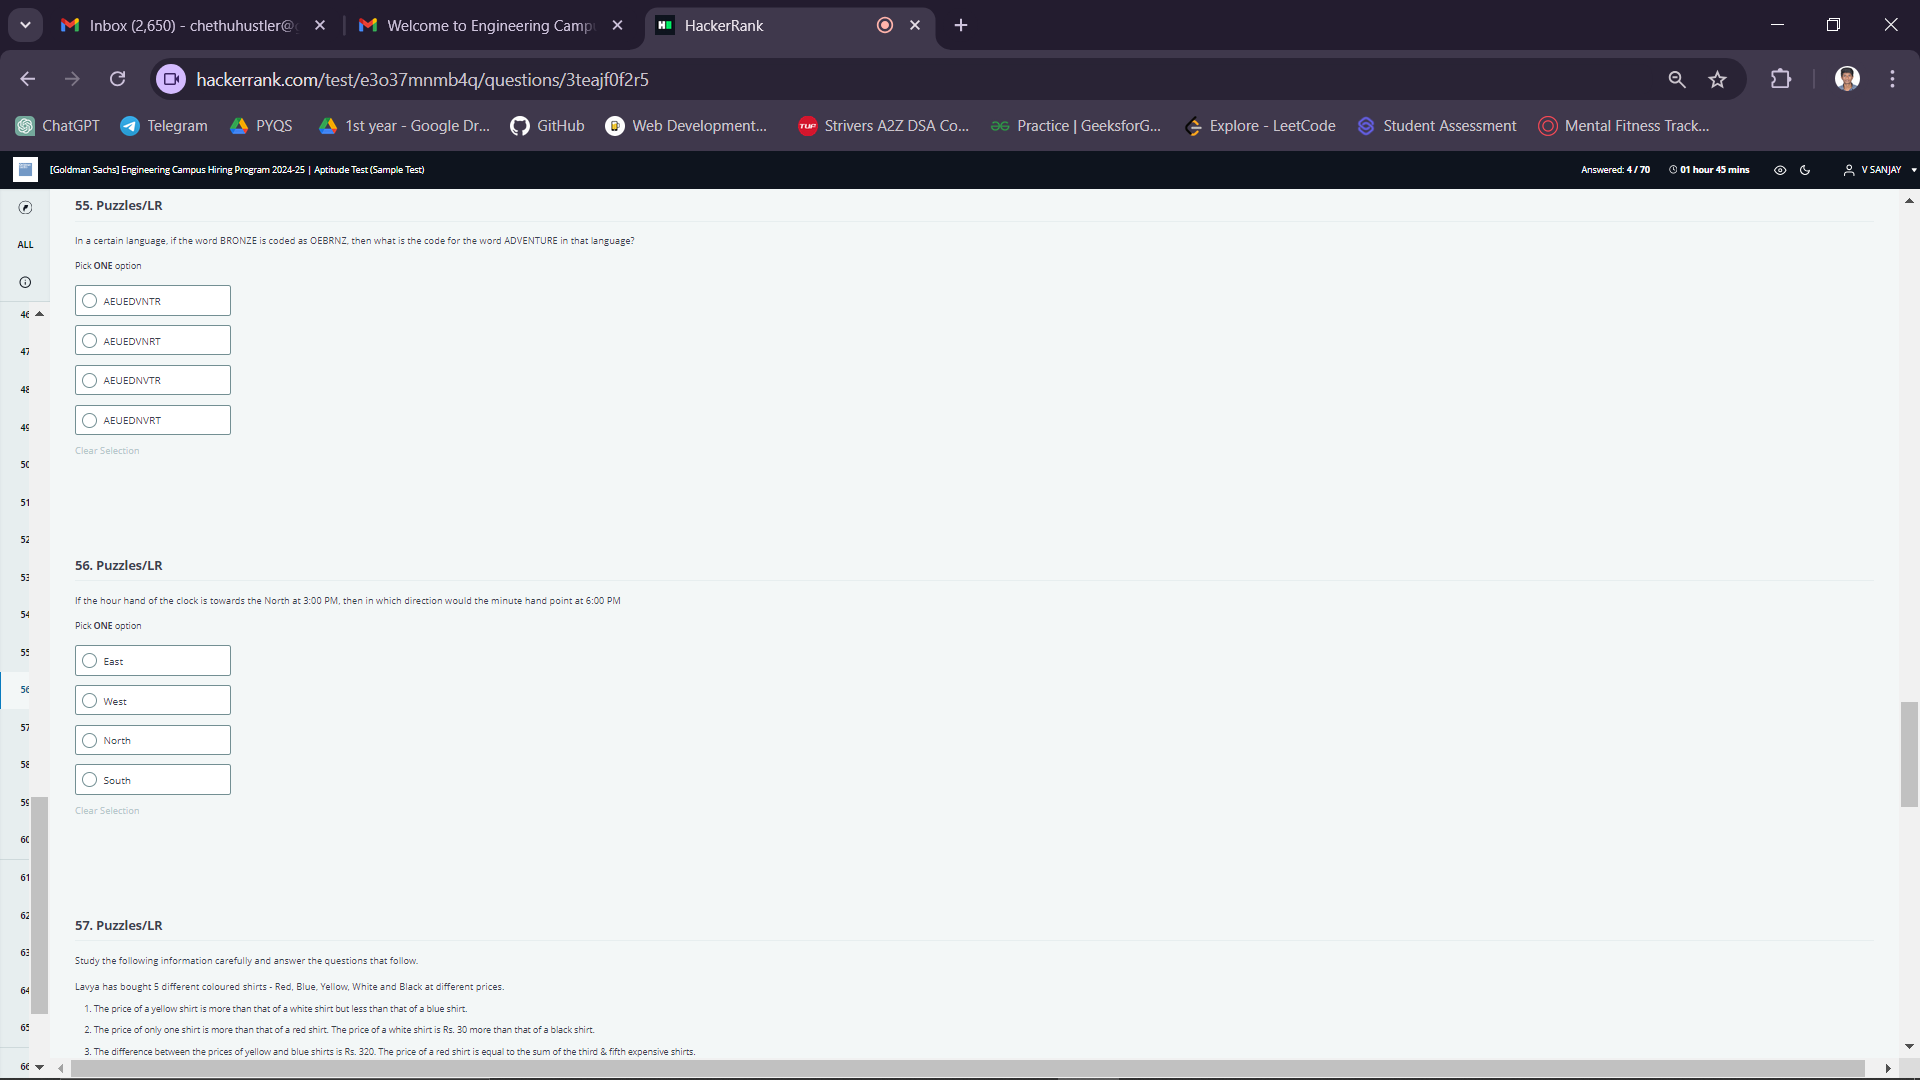 Inbox (2,650) - chethuhustler@g
Welcome to Engineering Camp
HackerRank
hackerrank.com/test/e3o37mnmb4q/questions/3teajf0f2r5
ChatGPT
Telegram
PYQS
1st year - Google Dr...
GitHub
Web Development...
TUF
Strivers A2Z DSA Co...
Practice | GeeksforG...
Explore - LeetCode
Student Assessment
Mental Fitness Track...
[Goldman Sachs] Engineering Campus Hiring Program 2024-25 | Aptitude Test (Sample Test)
Answered: 4 / 70
01 hour 45 mins
V SANJAY
ALL
46
47
48
49
50
51
52
53
54
55
56
57
58
59
60
61
62
63
64
65
66
55. Puzzles/LR
In a certain language, if the word BRONZE is coded as OEBRNZ, then what is the code for the word ADVENTURE in that language?
Pick ONE option
AEUEDVNTR
AEUEDVNRT
AEUEDNVTR
AEUEDNVRT
Clear Selection
56. Puzzles/LR
If the hour hand of the clock is towards the North at 3:00 PM, then in which direction would the minute hand point at 6:00 PM
Pick ONE option
East
West
North
South
Clear Selection
57. Puzzles/LR
Study the following information carefully and answer the questions that follow.
Lavya has bought 5 different coloured shirts - Red, Blue, Yellow, White and Black at different prices.
1. The price of a yellow shirt is more than that of a white shirt but less than that of a blue shirt.
2. The price of only one shirt is more than that of a red shirt. The price of a white shirt is Rs. 30 more than that of a black shirt.
3. The difference between the prices of yellow and blue shirts is Rs. 320. The price of a red shirt is equal to the sum of the third & fifth expensive shirts.